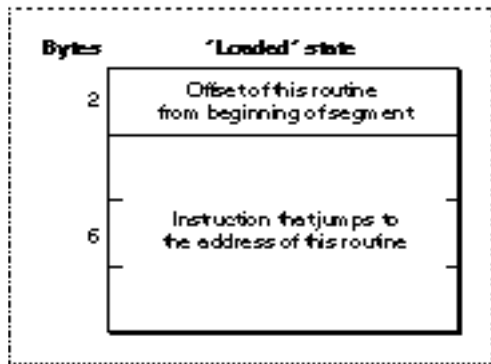 Bytes "Loaded" state
2 Offset of this routine
from beginning of segment
6 Instruction that jumps to
the address of this routine